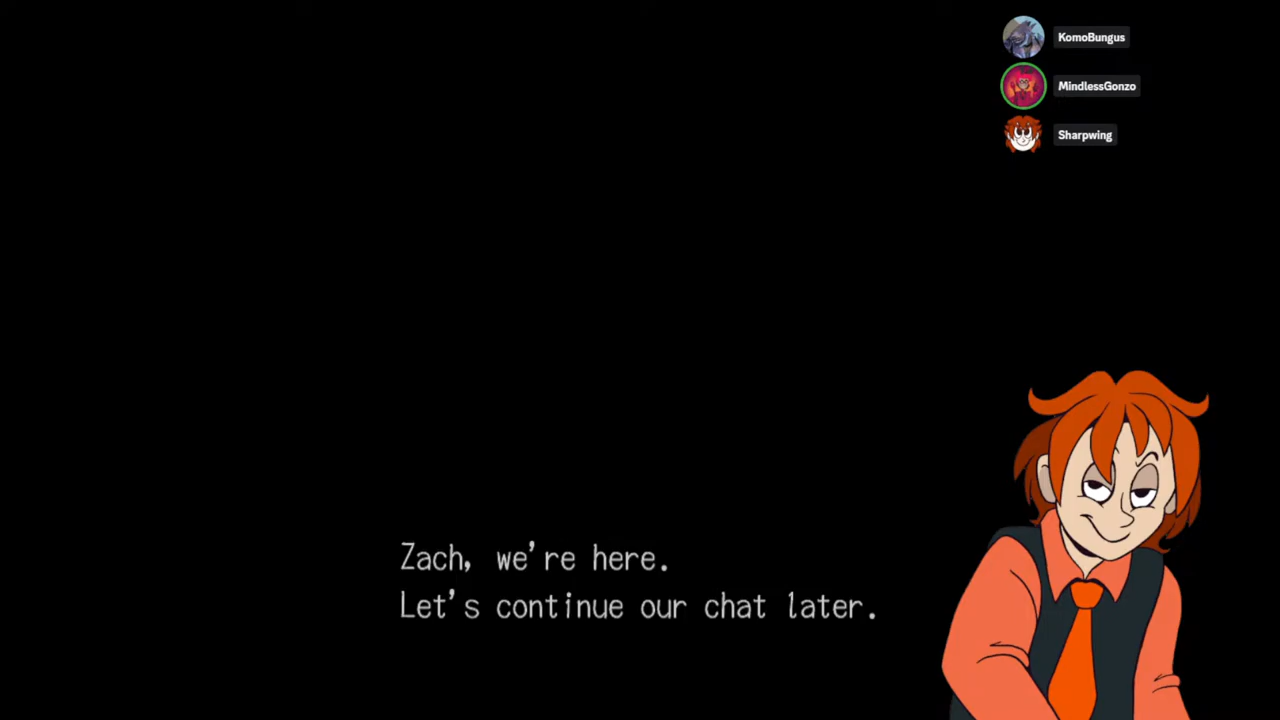 KomoBungus
MindlessGonzo
Sharpwing
Zach, we're here.
Let's continue our chat later.